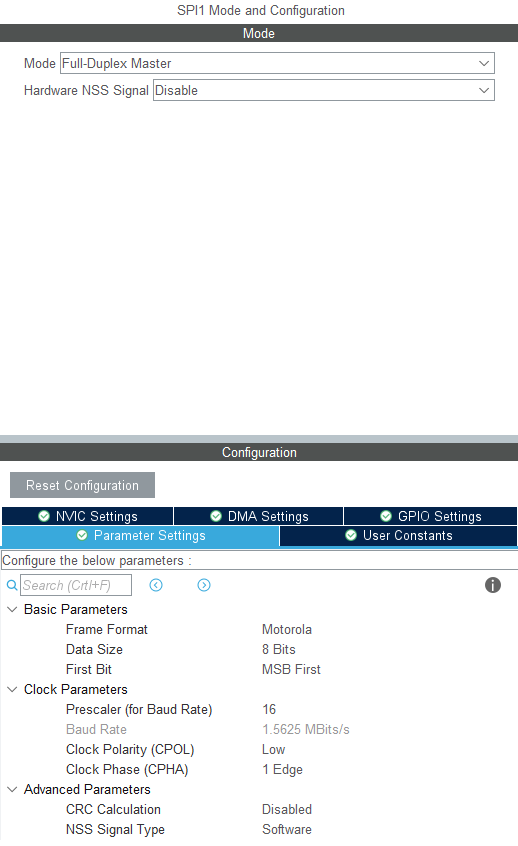 SPI1 Mode and Configuration
Mode
Mode Full-Duplex Master
Hardware NSS Signal Disable
Configuration
Reset Configuration
NVIC Settings DMA Settings GPIO Settings
Parameter Settings User Constants
Configure the below parameters :
Search (Crtl+F)
Basic Parameters
Frame Format Motorola
Data Size 8 Bits
First Bit MSB First
Clock Parameters
Prescaler (for Baud Rate) 16
Baud Rate 1.5625 MBits/s
Clock Polarity (CPOL) Low
Clock Phase (CPHA) 1 Edge
Advanced Parameters
CRC Calculation Disabled
NSS Signal Type Software